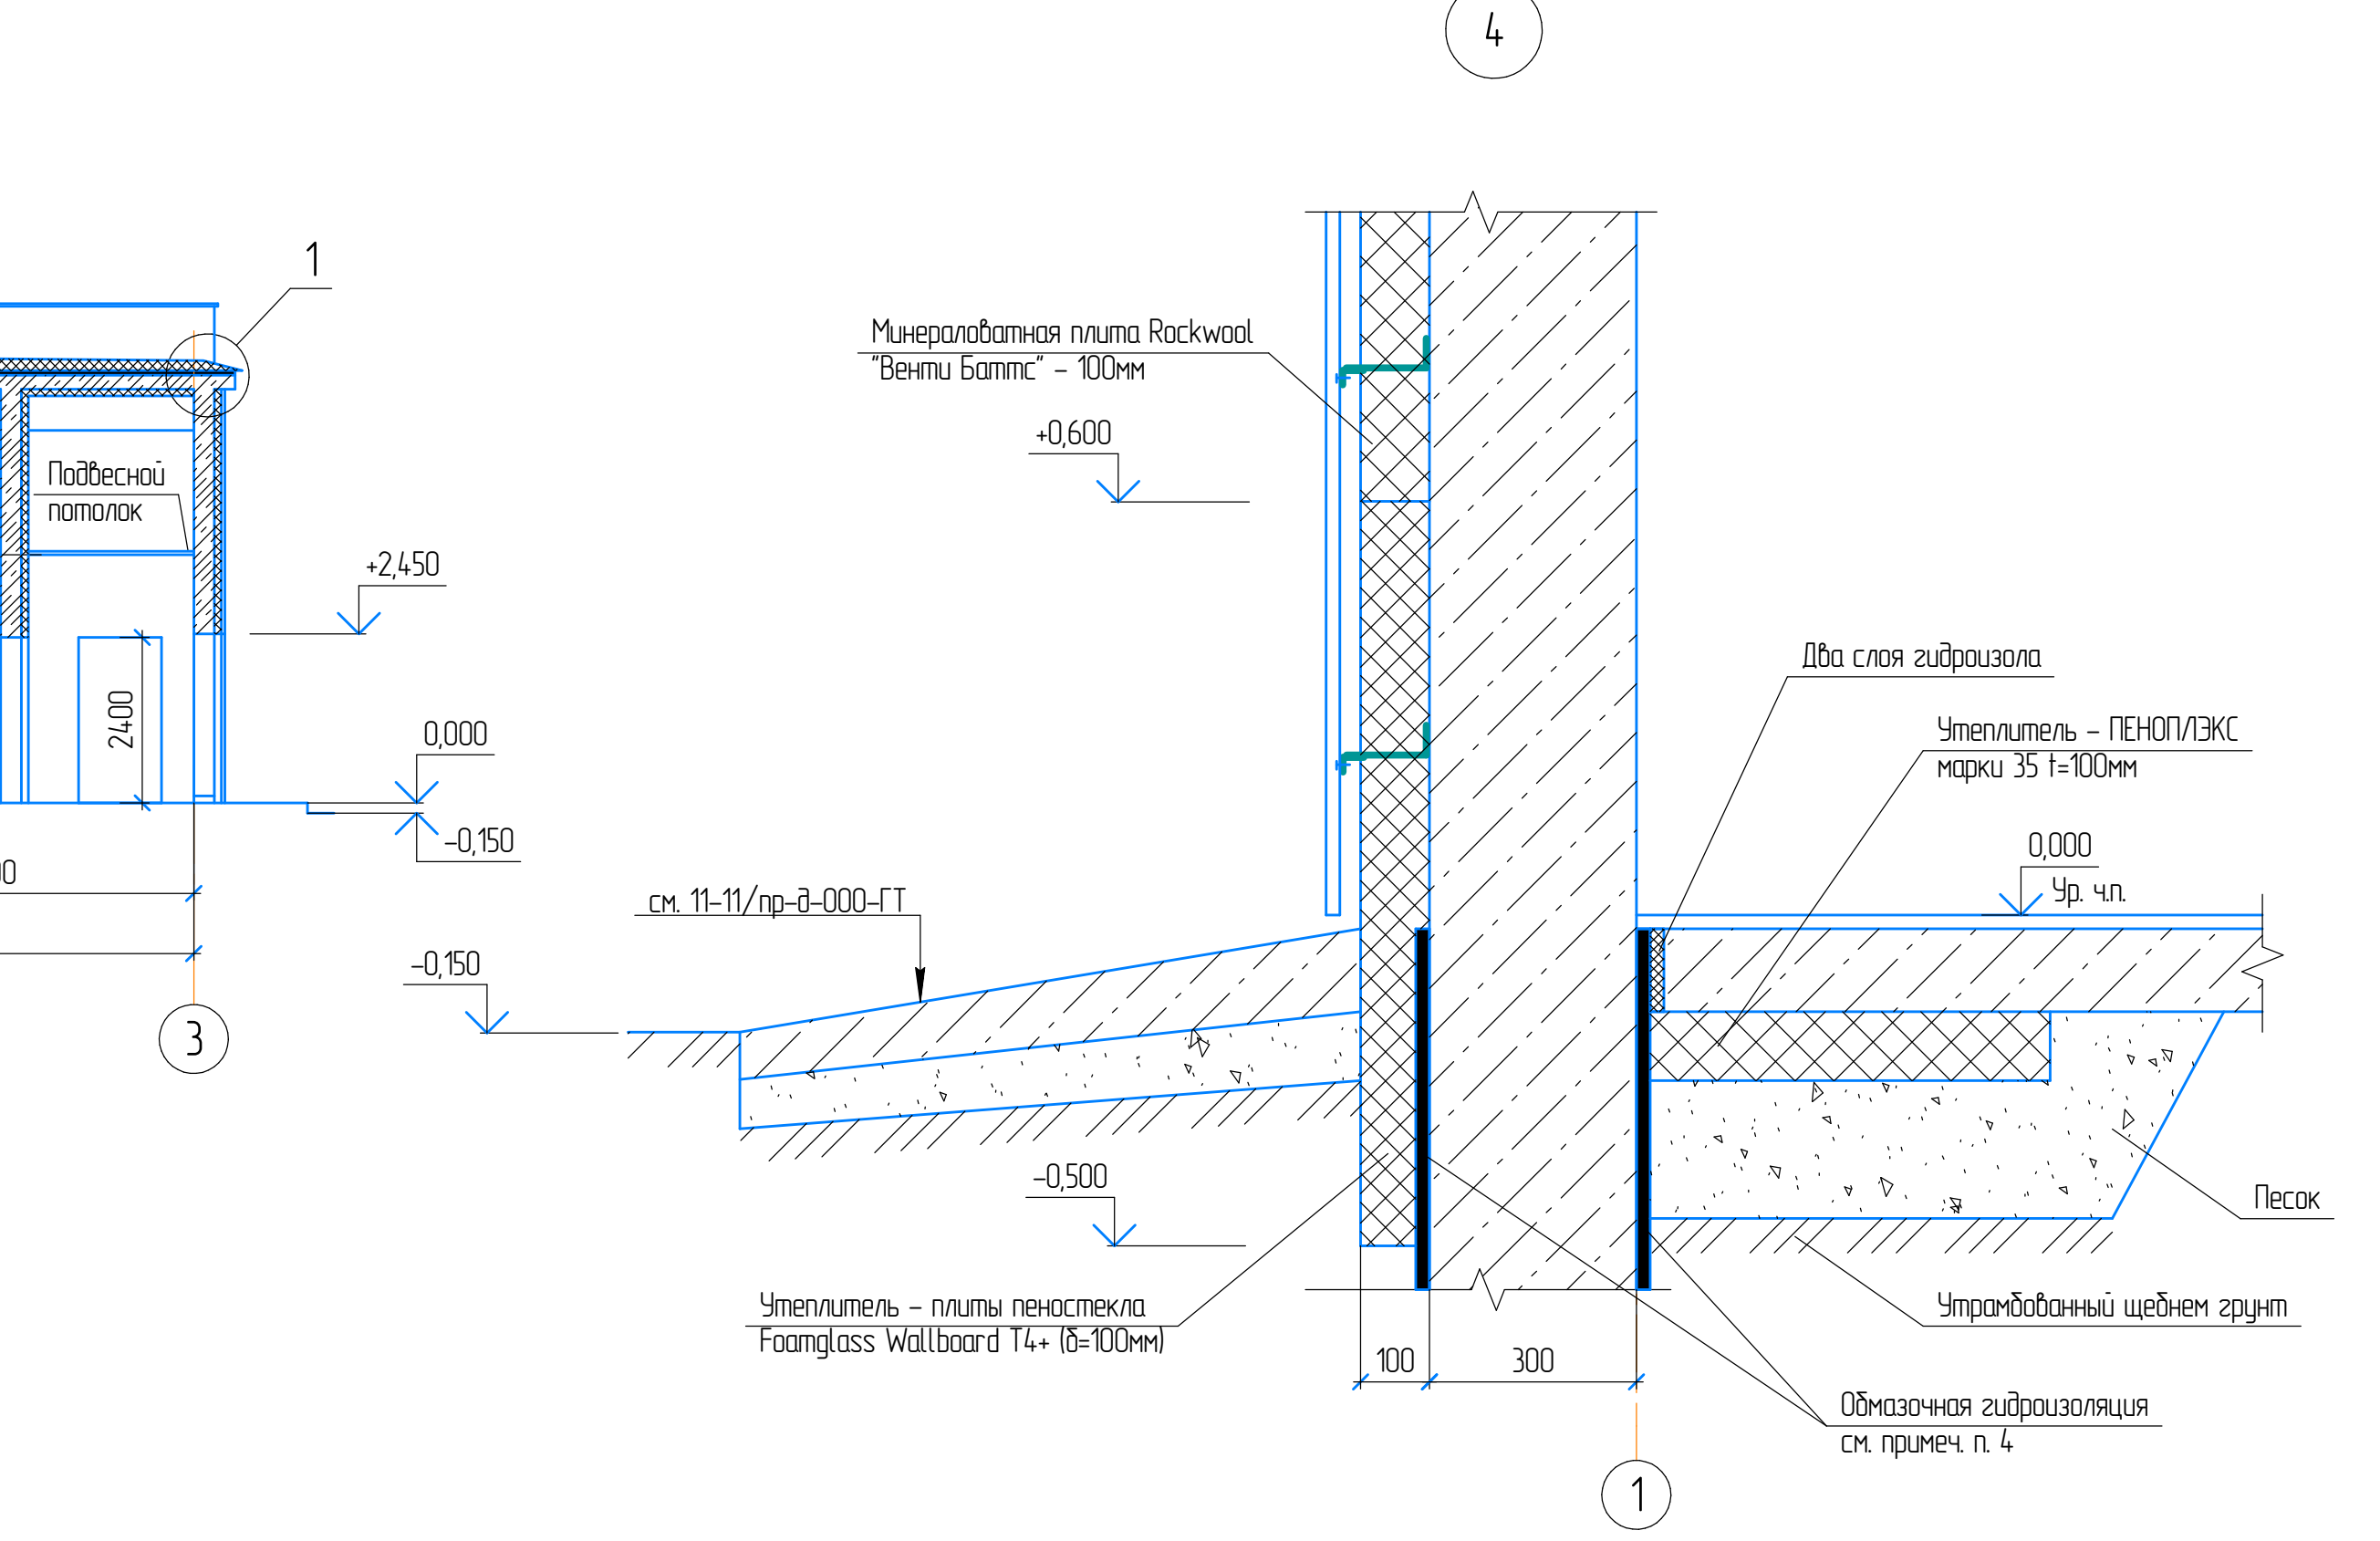 4
1
Минераловатная плита Rockwool
"Венти Баттс" - 100мм
+0,600
Подвесной
потолок
+2,450
2400
0,000
-0,150
Два слоя гидроизола
Утеплитель - ПЕНОПЛЭКС
марки 35 t=100мм
0,000
Ур. ч.п.
см. 11-11/пр-д-000-ГТ
-0,150
3
-0,500
Песок
Утеплитель - плиты пеностекла
Foamglass Wallboard T4+ (δ=100мм)
Утрамбованный щебнем грунт
100
300
Обмазочная гидроизоляция
см. примеч. п. 4
1